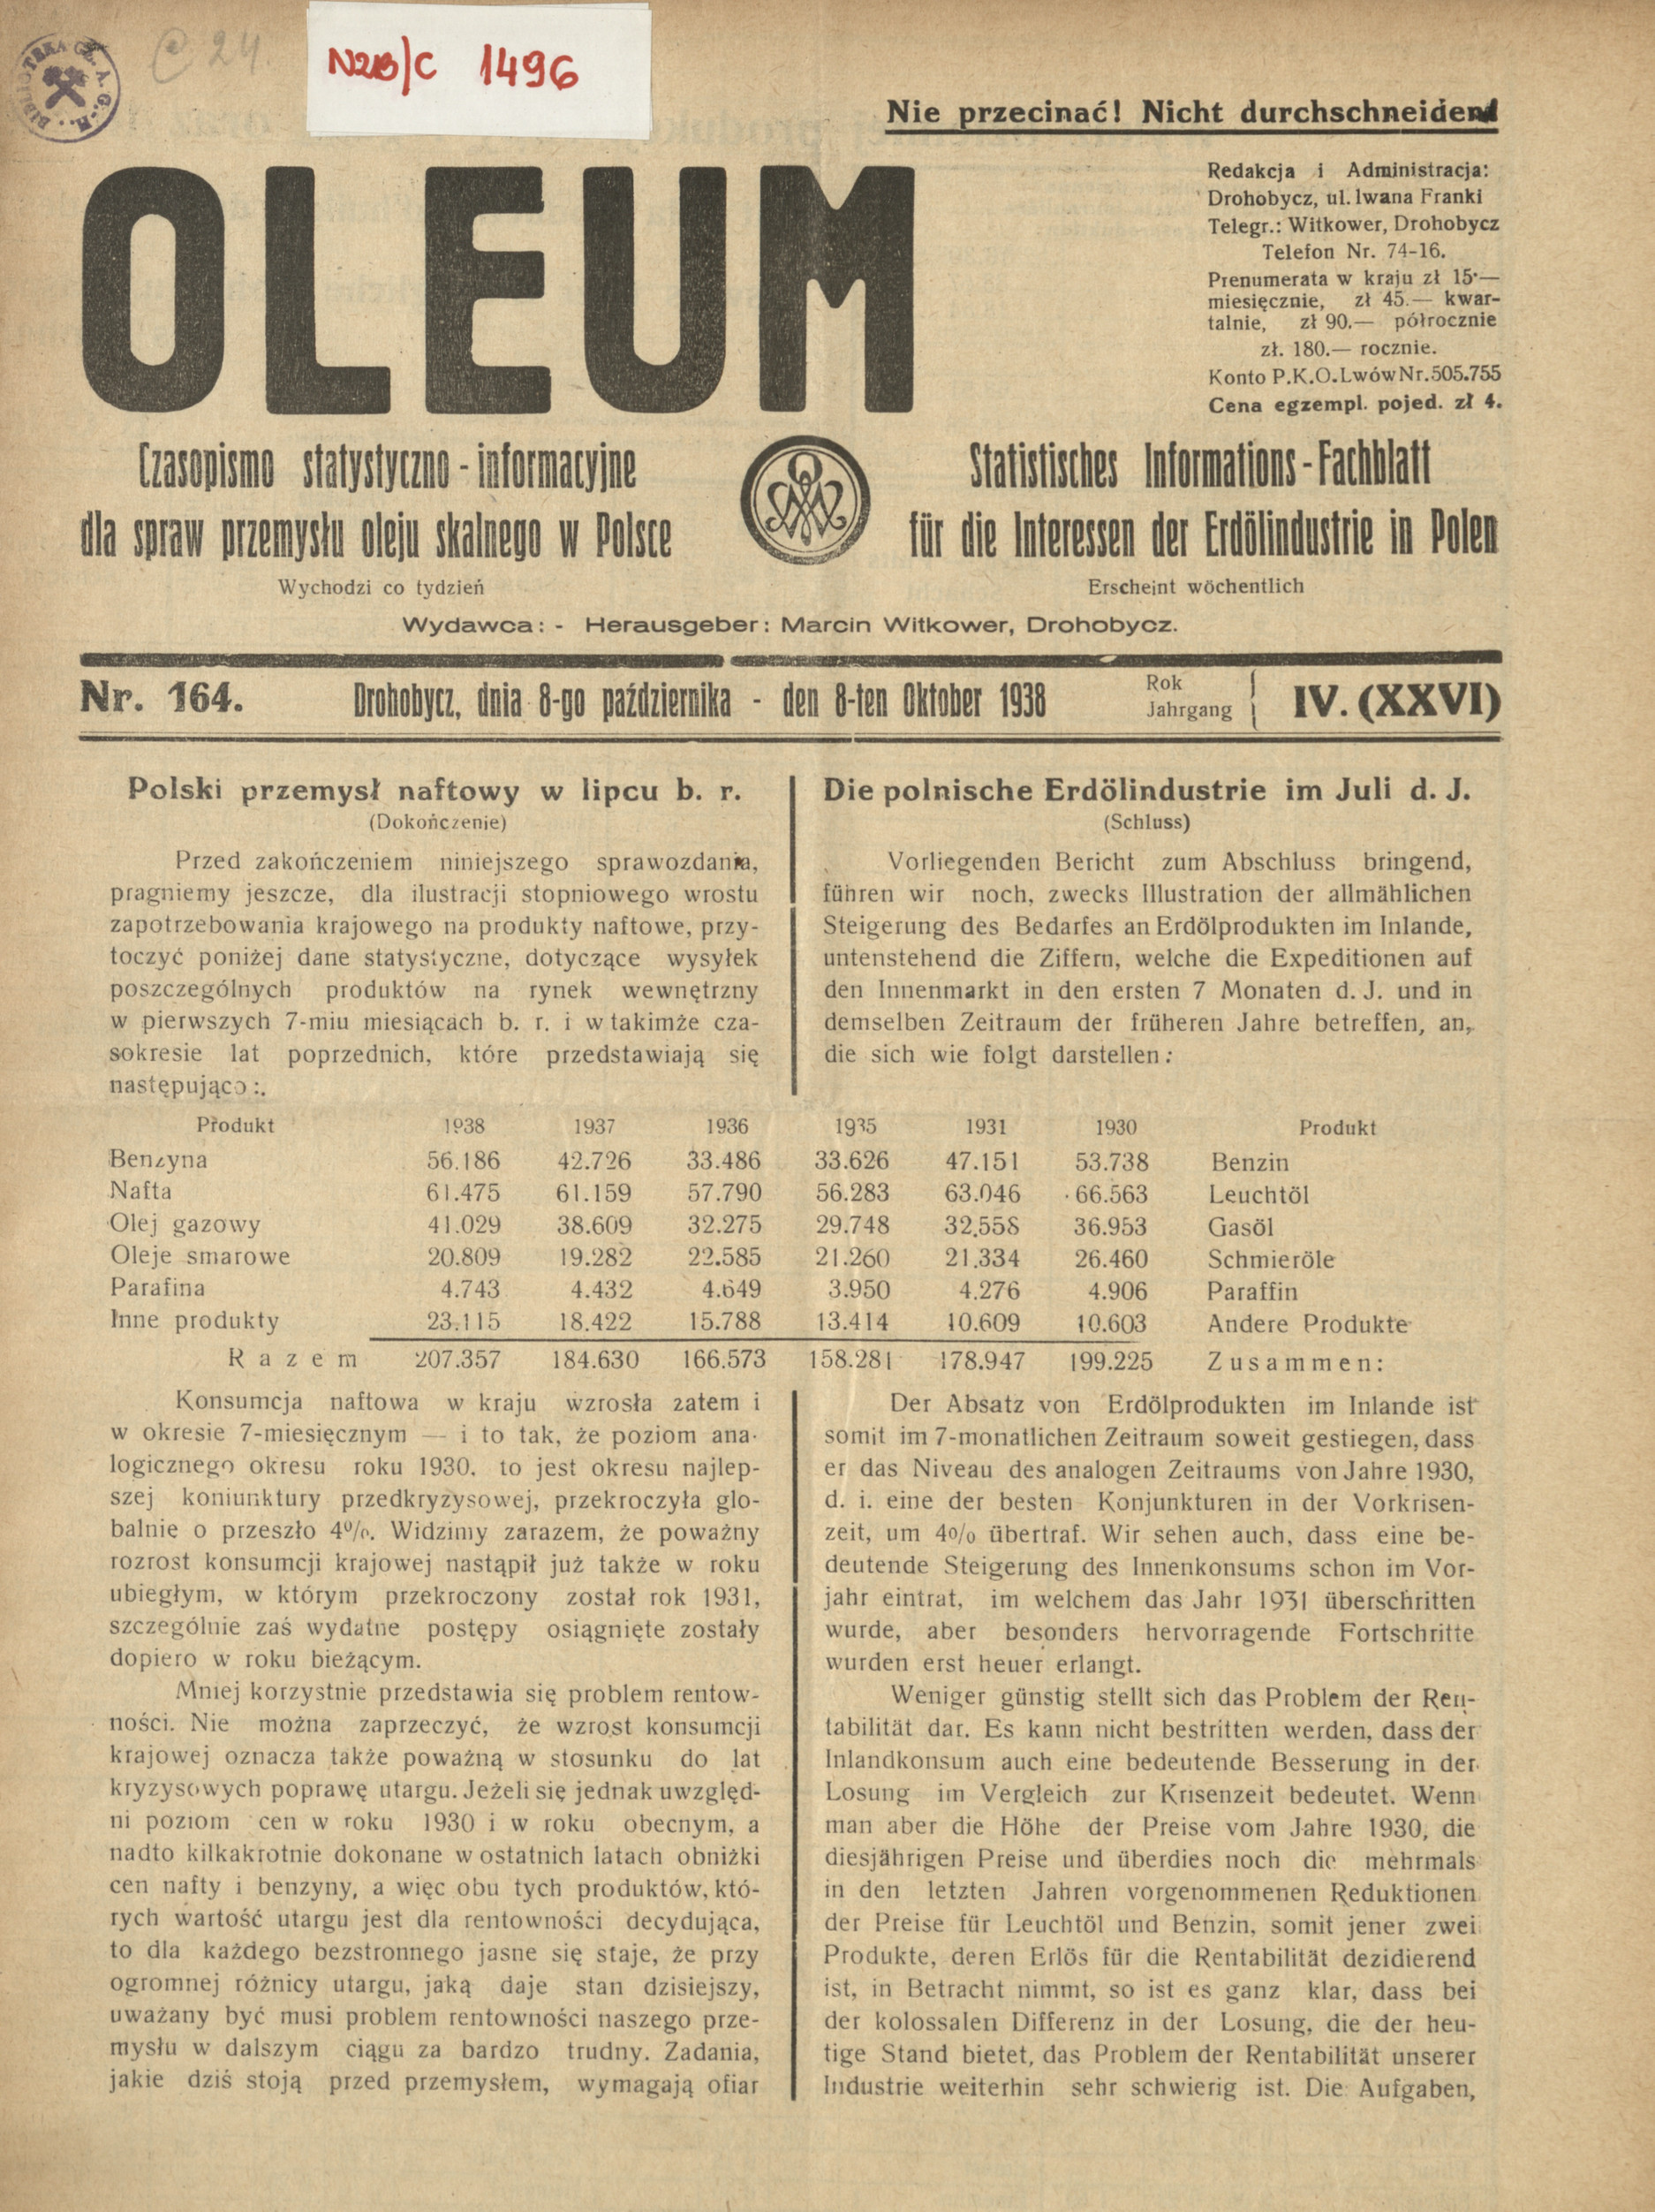 BIBLIOTEKA GŁ. A. G.-H.
C 24.
N2B/C 1496
Nie przecinać! Nicht durchschneiden!
OLEUM
Redakcja i Administracja:
Drohobycz, ul. Iwana Franki
Telegr.: Witkower, Drohobycz
Telefon Nr. 74-16.
Prenumerata w kraju zł 15·—
miesięcznie, zł 45.— kwar-
talnie, zł 90.— półrocznie
zł. 180.— rocznie.
Konto P.K.O. Lwów Nr. 505.755
Cena egzempl. pojed. zł 4.
Czasopismo statystyczno - informacyjne
dla spraw przemysłu oleju skalnego w Polsce
Wychodzi co tydzień
Statistisches Informations - Fachblatt
für die Interessen der Erdölindustrie in Polen
Erscheint wöchentlich
Wydawca: - Herausgeber: Marcin Witkower, Drohobycz.
Nr. 164. Drohobycz, dnia 8-go października - den 8-ten Oktober 1938 Rok Jahrgang IV. (XXVI)
Polski przemysł naftowy w lipcu b. r.
(Dokończenie)
Przed zakończeniem niniejszego sprawozdania,
pragniemy jeszcze, dla ilustracji stopniowego wrostu
zapotrzebowania krajowego na produkty naftowe, przy-
toczyć poniżej dane statystyczne, dotyczące wysyłek
poszczególnych produktów na rynek wewnętrzny
w pierwszych 7-miu miesiącach b. r. i w takimże cza-
sokresie lat poprzednich, które przedstawiają się
następująco:.
Die polnische Erdölindustrie im Juli d. J.
(Schluss)
Vorliegenden Bericht zum Abschluss bringend,
führen wir noch, zwecks Illustration der allmählichen
Steigerung des Bedarfes an Erdölprodukten im Inlande,
untenstehend die Ziffern, welche die Expeditionen auf
den Innenmarkt in den ersten 7 Monaten d. J. und in
demselben Zeitraum der früheren Jahre betreffen, an,
die sich wie folgt darstellen:
Produkt 1938 1937 1936 1935 1931 1930 Produkt
Benzyna 56.186 42.726 33.486 33.626 47.151 53.738 Benzin
Nafta 61.475 61.159 57.790 56.283 63.046 66.563 Leuchtöl
Olej gazowy 41.029 38.609 32.275 29.748 32,558 36.953 Gasöl
Oleje smarowe 20.809 19.282 22.585 21.260 21.334 26.460 Schmieröle
Parafina 4.743 4.432 4.649 3.950 4.276 4.906 Paraffin
Inne produkty 23.115 18.422 15.788 13.414 10.609 10.603 Andere Produkte
Razem 207.357 184.630 166.573 158.281 178.947 199.225 Zusammen:
Konsumcja naftowa w kraju wzrosła zatem i
w okresie 7-miesięcznym — i to tak, że poziom ana-
logicznego okresu roku 1930, to jest okresu najlep-
szej koniunktury przedkryzysowej, przekroczyła glo-
balnie o przeszło 4%. Widzimy zarazem, że poważny
rozrost konsumcji krajowej nastąpił już także w roku
ubiegłym, w którym przekroczony został rok 1931,
szczególnie zaś wydatne postępy osiągnięte zostały
dopiero w roku bieżącym.
Mniej korzystnie przedstawia się problem rentow-
ności. Nie można zaprzeczyć, że wzrost konsumcji
krajowej oznacza także poważną w stosunku do lat
kryzysowych poprawę utargu. Jeżeli się jednak uwzględ-
ni poziom cen w roku 1930 i w roku obecnym, a
nadto kilkakrotnie dokonane w ostatnich latach obniżki
cen nafty i benzyny, a więc obu tych produktów, któ-
rych wartość utargu jest dla rentowności decydująca,
to dla każdego bezstronnego jasne się staje, że przy
ogromnej różnicy utargu, jaką daje stan dzisiejszy,
uważany być musi problem rentowności naszego prze-
mysłu w dalszym ciągu za bardzo trudny. Zadania,
jakie dziś stoją przed przemysłem, wymagają ofiar
Der Absatz von Erdölprodukten im Inlande ist
somit im 7-monatlichen Zeitraum soweit gestiegen, dass
er das Niveau des analogen Zeitraums von Jahre 1930,
d. i. eine der besten Konjunkturen in der Vorkrisen-
zeit, um 4% übertraf. Wir sehen auch, dass eine be-
deutende Steigerung des Innenkonsums schon im Vor-
jahr eintrat, im welchem das Jahr 1931 überschritten
wurde, aber besonders hervorragende Fortschritte
wurden erst heuer erlangt.
Weniger günstig stellt sich das Problem der Ren-
tabilität dar. Es kann nicht bestritten werden, dass der
Inlandkonsum auch eine bedeutende Besserung in der
Losung im Vergleich zur Krisenzeit bedeutet. Wenn
man aber die Höhe der Preise vom Jahre 1930, die
diesjährigen Preise und überdies noch die mehrmals
in den letzten Jahren vorgenommenen Reduktionen
der Preise für Leuchtöl und Benzin, somit jener zwei
Produkte, deren Erlös für die Rentabilität dezidierend
ist, in Betracht nimmt, so ist es ganz klar, dass bei
der kolossalen Differenz in der Losung, die der heu-
tige Stand bietet, das Problem der Rentabilität unserer
Industrie weiterhin sehr schwierig ist. Die Aufgaben,